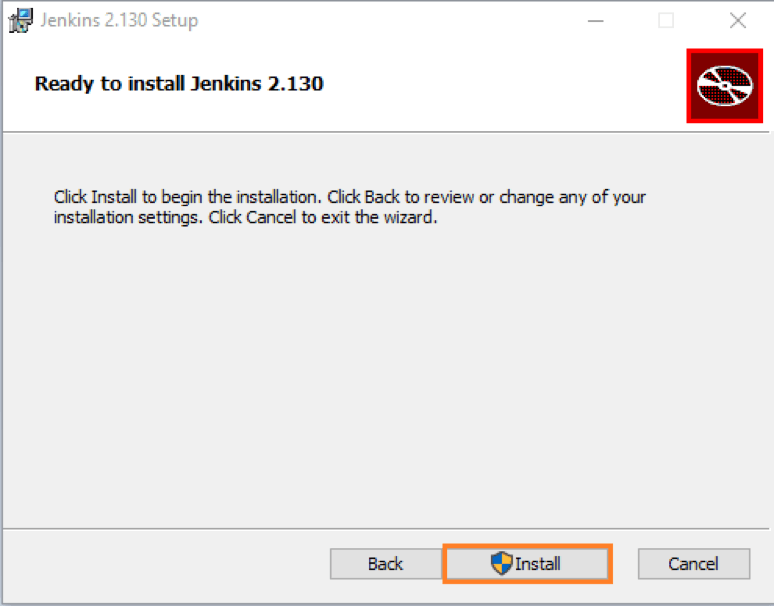 Jenkins 2.130 Setup
Ready to install Jenkins 2.130
Click Install to begin the installation. Click Back to review or change any of your
installation settings. Click Cancel to exit the wizard.
Back
Install
Cancel